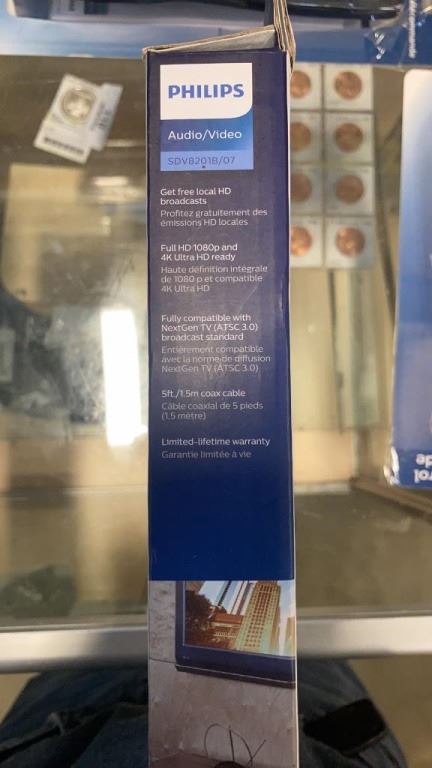 PHILIPS
Audio/Video
SDV8201B/07
Get free local HD
broadcasts
Profitez gratuitement des
émissions HD locales
Full HD 1080p and
4K Ultra HD ready
Haute définition intégrale
de 1080 p et compatible
4K Ultra HD
Fully compatible with
NextGen TV (ATSC 3.0)
broadcast standard
Entièrement compatible
avec la norme de diffusion
NextGen TV (ATSC 3.0)
5ft./1.5m coax cable
Câble coaxial de 5 pieds
(1,5 mètre)
Limited-lifetime warranty
Garantie limitée à vie